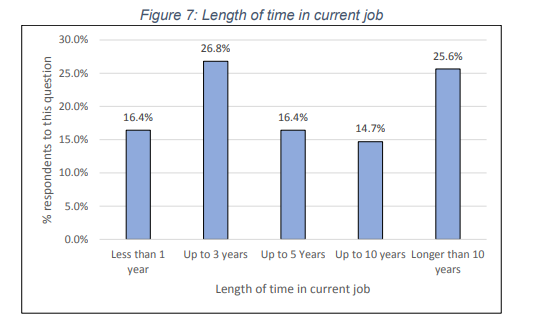 Figure 7: Length of time in current job
30.0%
25.0%
20.0%
15.0%
10.0%
5.0%
0.0%
% respondents to this question
16.4%
26.8%
16.4%
14.7%
25.6%
Less than 1
year
Up to 3 years
Up to 5 Years
Up to 10 years
Longer than 10
years
Length of time in current job